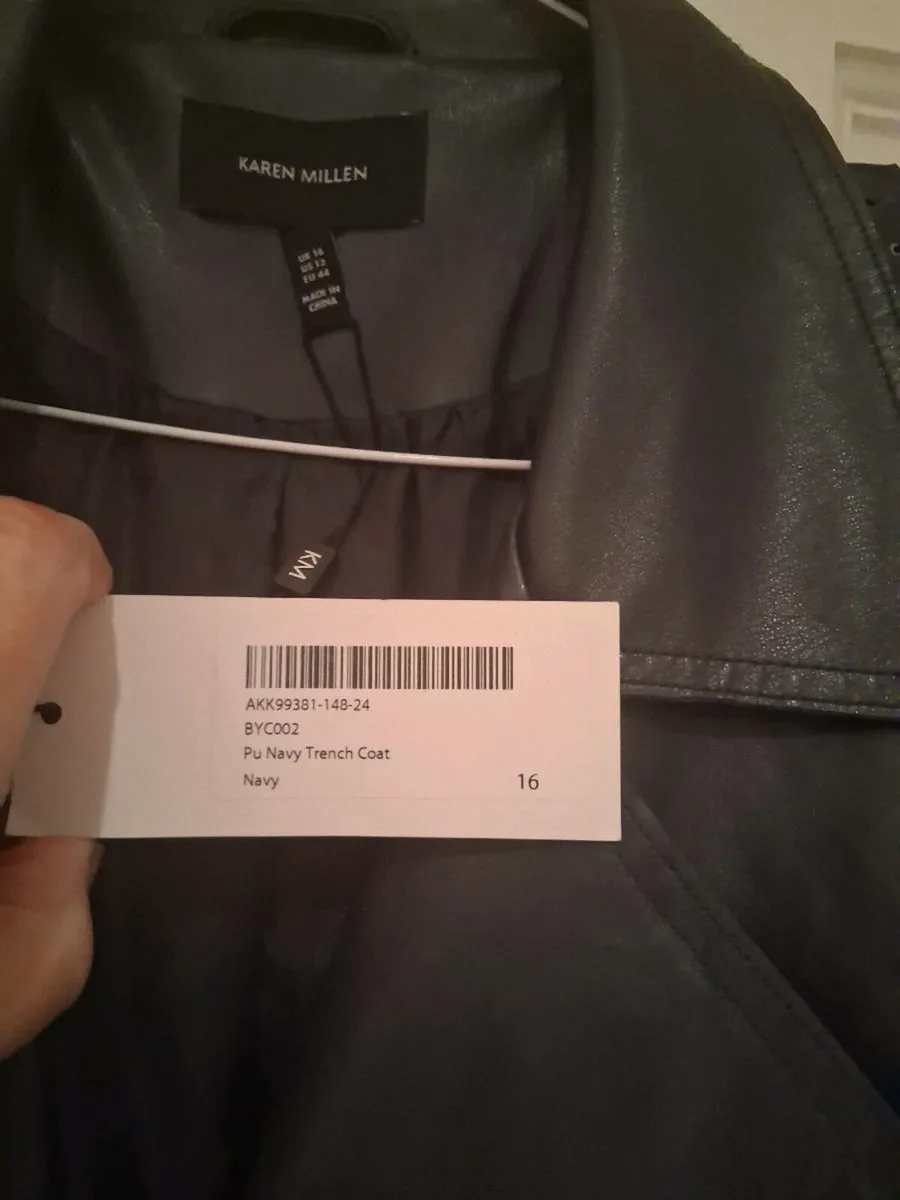 KAREN MILLEN
UK 16
US 12
EU 44
MADE IN
CHINA
KM
AKK99381-148-24
BYC002
Pu Navy Trench Coat
Navy
16